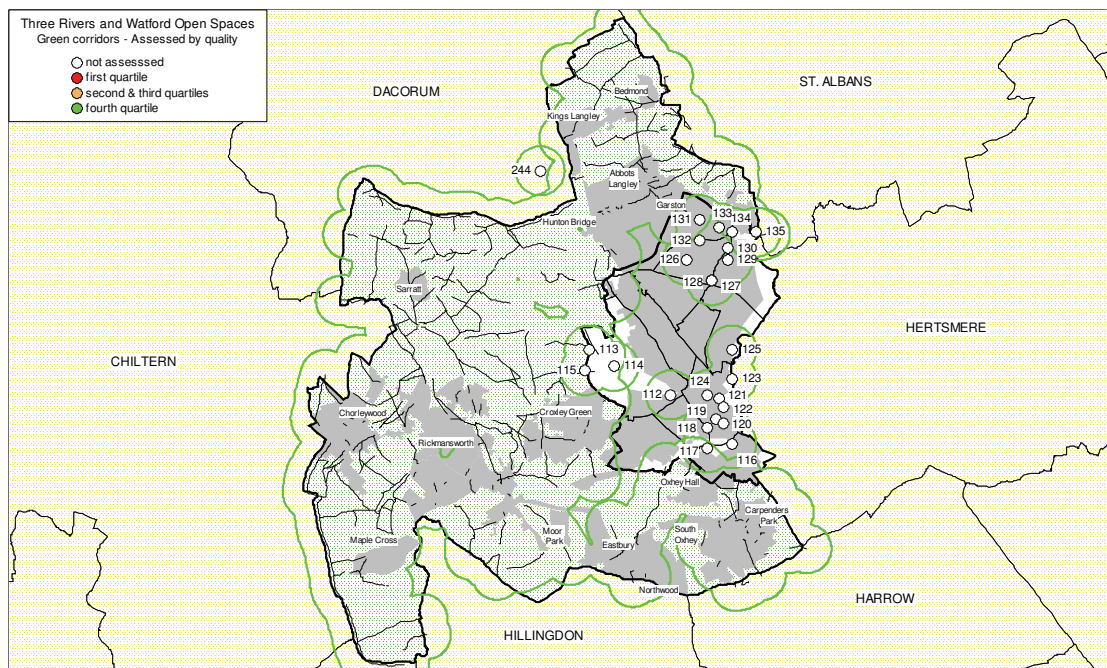 Three Rivers and Watford Open Spaces
Green corridors - Assessed by quality
not assesssed
first quartile
second & third quartiles
fourth quartile
DACORUM
ST. ALBANS
Bedmond
Kings Langley
244
Abbots
Langley
Garston
131
133
134
Hunton Bridge
135
132
130
126
129
128
127
Sarratt
HERTSMERE
CHILTERN
113
125
115
114
123
124
112
121
Chorleywood
Croxley Green
119
122
120
118
Rickmansworth
117
116
Oxhey Hall
Carpenders
Park
Maple Cross
Moor
Park
Eastbury
South
Oxhey
Northwood
HARROW
HILLINGDON